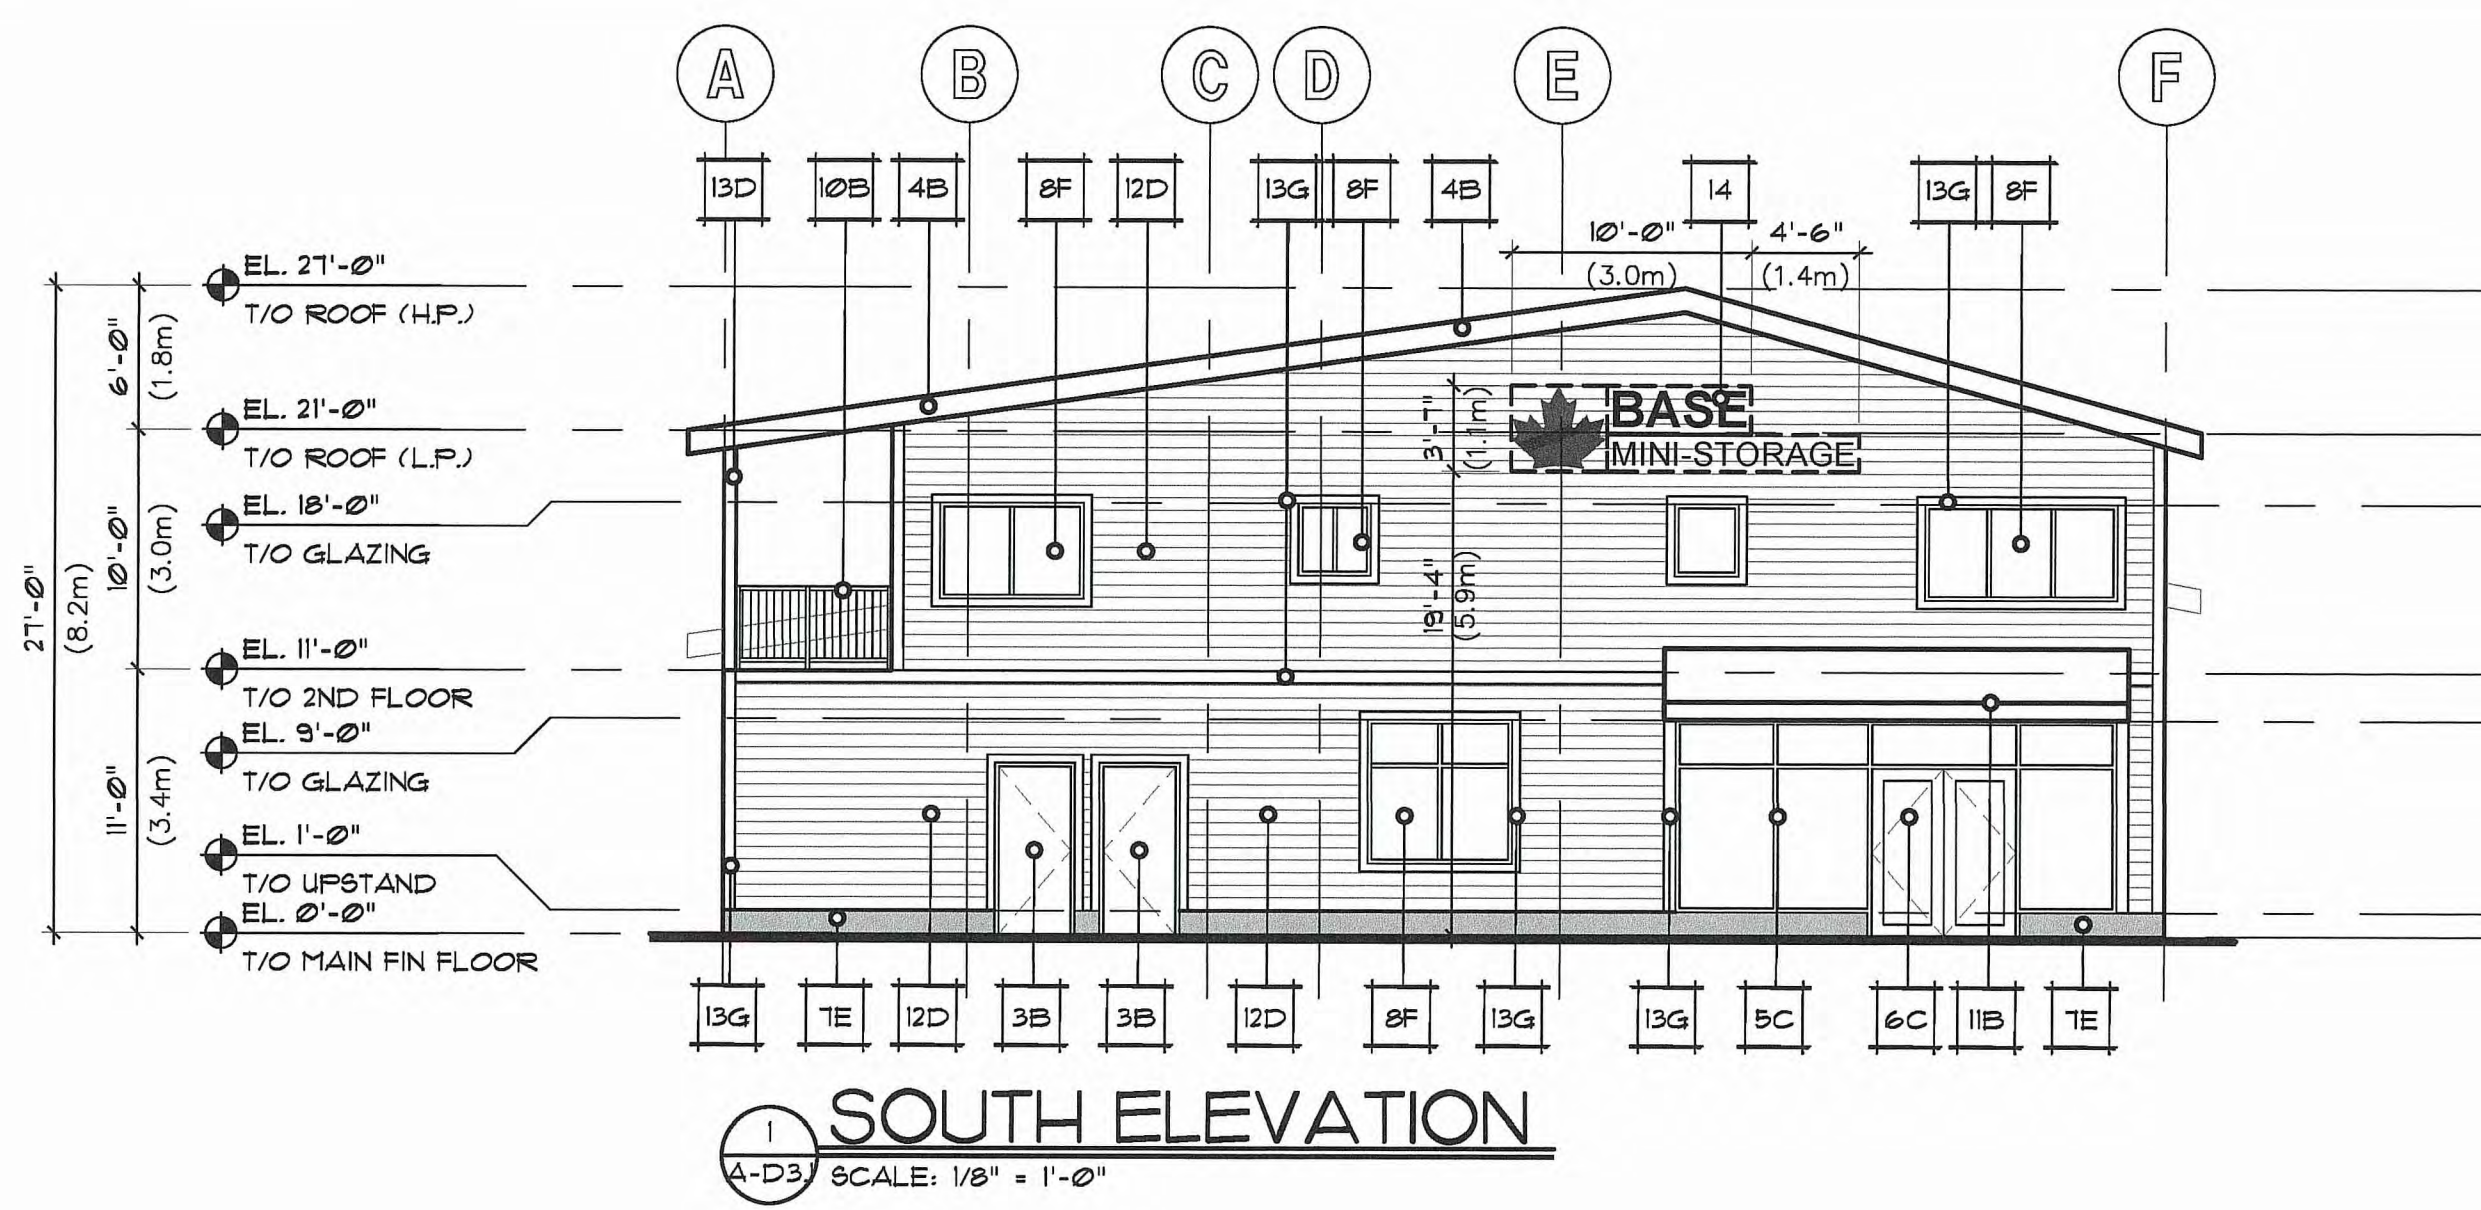 A B C D E F
13D 10B 4B 8F 12D 13G 8F 4B 14 13G 8F
10'-0" 4'-6"
(3.0m) (1.4m)
EL. 27'-0"
T/O ROOF (H.P.)
6'-0"
(1.8m)
EL. 21'-0"
T/O ROOF (L.P.)
BASE
MINI-STORAGE
3'-7"
(1.1m)
EL. 18'-0"
T/O GLAZING
10'-0"
(3.0m)
27'-0"
(8.2m)
19'-4"
(5.9m)
EL. 11'-0"
T/O 2ND FLOOR
EL. 9'-0"
T/O GLAZING
11'-0"
(3.4m)
EL. 1'-0"
T/O UPSTAND
EL. 0'-0"
T/O MAIN FIN FLOOR
13G 7E 12D 3B 3B 12D 8F 13G 13G 5C 6C 11B 7E
1
A-D3.1
SOUTH ELEVATION
SCALE: 1/8" = 1'-0"